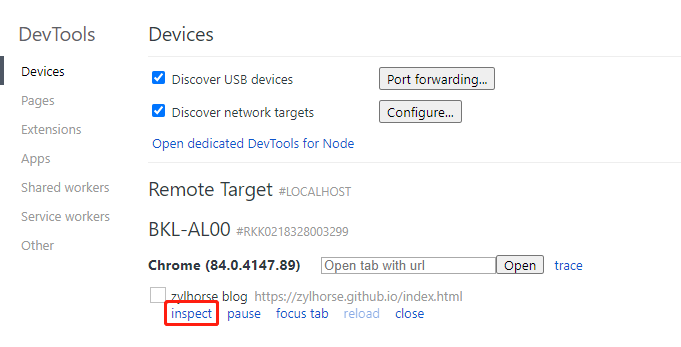 DevTools
Devices
Pages
Extensions
Apps
Shared workers
Service workers
Other
Devices
Discover USB devices Port forwarding...
Discover network targets Configure...
Open dedicated DevTools for Node
Remote Target #LOCALHOST
BKL-AL00 #RKK0218328003299
Chrome (84.0.4147.89) Open tab with url Open trace
zylhorse blog https://zylhorse.github.io/index.html
inspect pause focus tab reload close